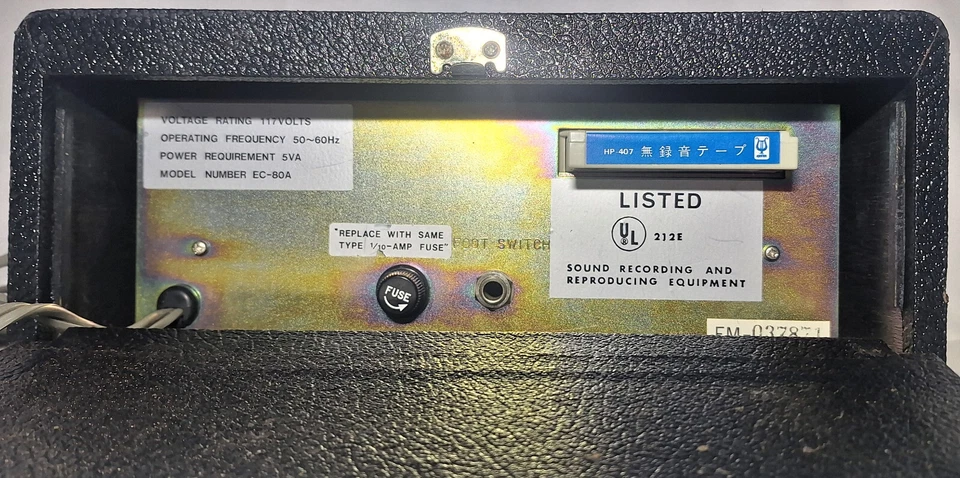 VOLTAGE RATING 117VOLTS
OPERATING FREQUENCY 50~60Hz
POWER REQUIREMENT 5VA
MODEL NUMBER EC-80A
HP 407 無録音テープ
LISTED
UL
®
212E
SOUND RECORDING AND
REPRODUCING EQUIPMENT
"REPLACE WITH SAME
TYPE 1/10-AMP FUSE"
FOOT SWITCH
FUSE
EM 037871